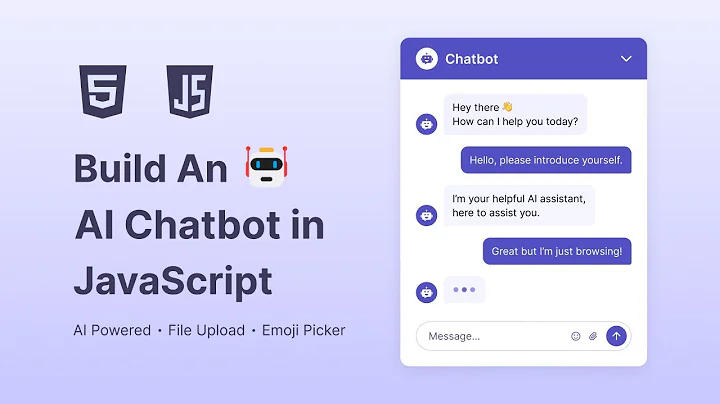 5 JS
Build An
AI Chatbot in
JavaScript
AI Powered • File Upload • Emoji Picker
Chatbot
Hey there 👋
How can I help you today?
Hello, please introduce yourself.
I'm your helpful AI assistant,
here to assist you.
Great but I'm just browsing!
Message...